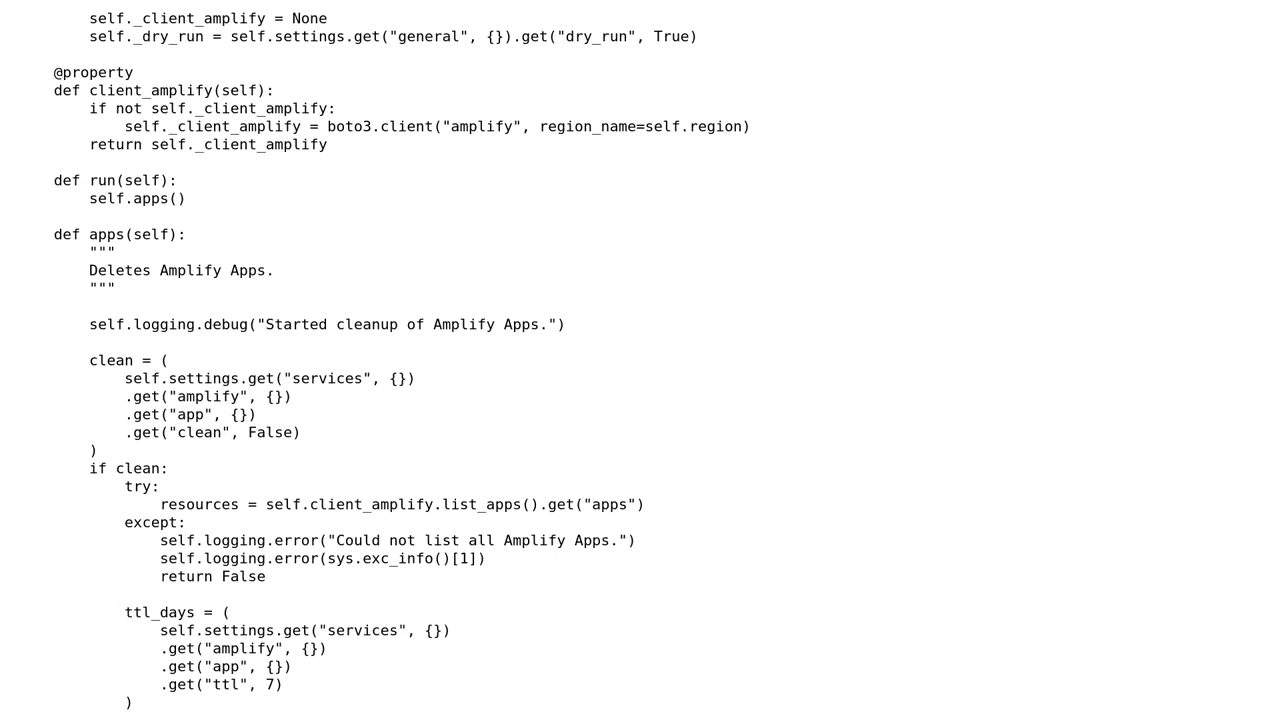 self._client_amplify = None
        self._dry_run = self.settings.get("general", {}).get("dry_run", True)

    @property
    def client_amplify(self):
        if not self._client_amplify:
            self._client_amplify = boto3.client("amplify", region_name=self.region)
        return self._client_amplify

    def run(self):
        self.apps()

    def apps(self):
        """
        Deletes Amplify Apps.
        """

        self.logging.debug("Started cleanup of Amplify Apps.")

        clean = (
            self.settings.get("services", {})
            .get("amplify", {})
            .get("app", {})
            .get("clean", False)
        )
        if clean:
            try:
                resources = self.client_amplify.list_apps().get("apps")
            except:
                self.logging.error("Could not list all Amplify Apps.")
                self.logging.error(sys.exc_info()[1])
                return False

            ttl_days = (
                self.settings.get("services", {})
                .get("amplify", {})
                .get("app", {})
                .get("ttl", 7)
            )